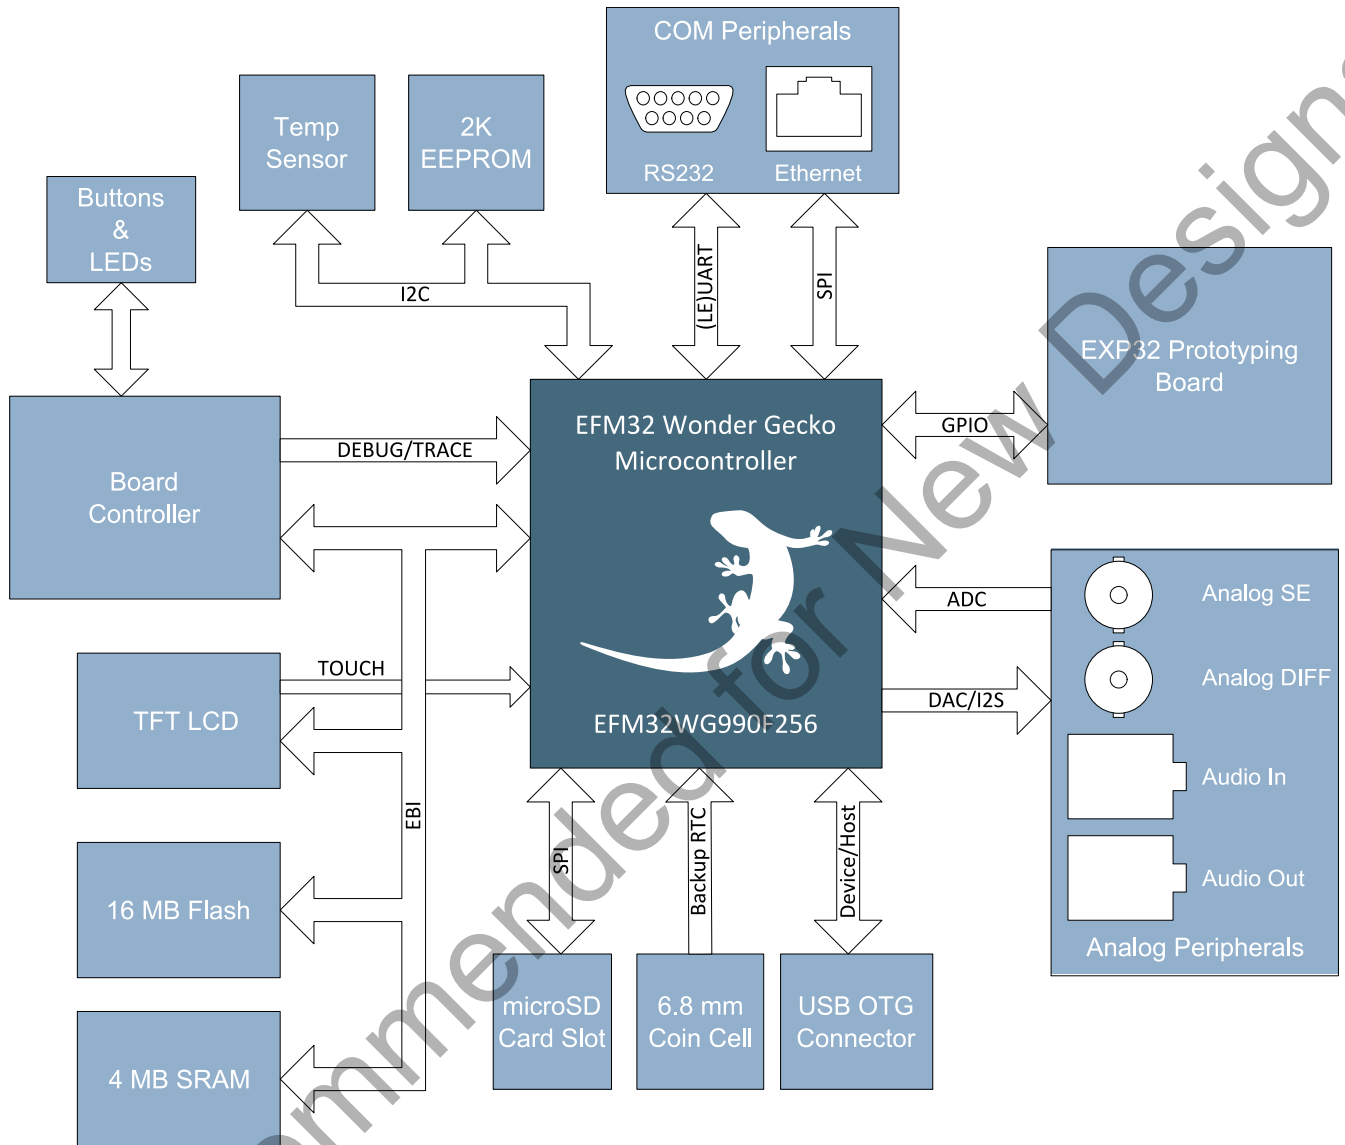 COM Peripherals
RS232
Ethernet
Temp
Sensor
2K
EEPROM
Buttons
&
LEDs
I2C
(LE)UART
SPI
EXP32 Prototyping
Board
GPIO
Board
Controller
DEBUG/TRACE
EFM32 Wonder Gecko
Microcontroller
EFM32WG990F256
ADC
DAC/I2S
Analog SE
Analog DIFF
Audio In
Audio Out
Analog Peripherals
TOUCH
TFT LCD
EBI
16 MB Flash
4 MB SRAM
SPI
Backup RTC
Device/Host
microSD
Card Slot
6.8 mm
Coin Cell
USB OTG
Connector
ommended for New Design